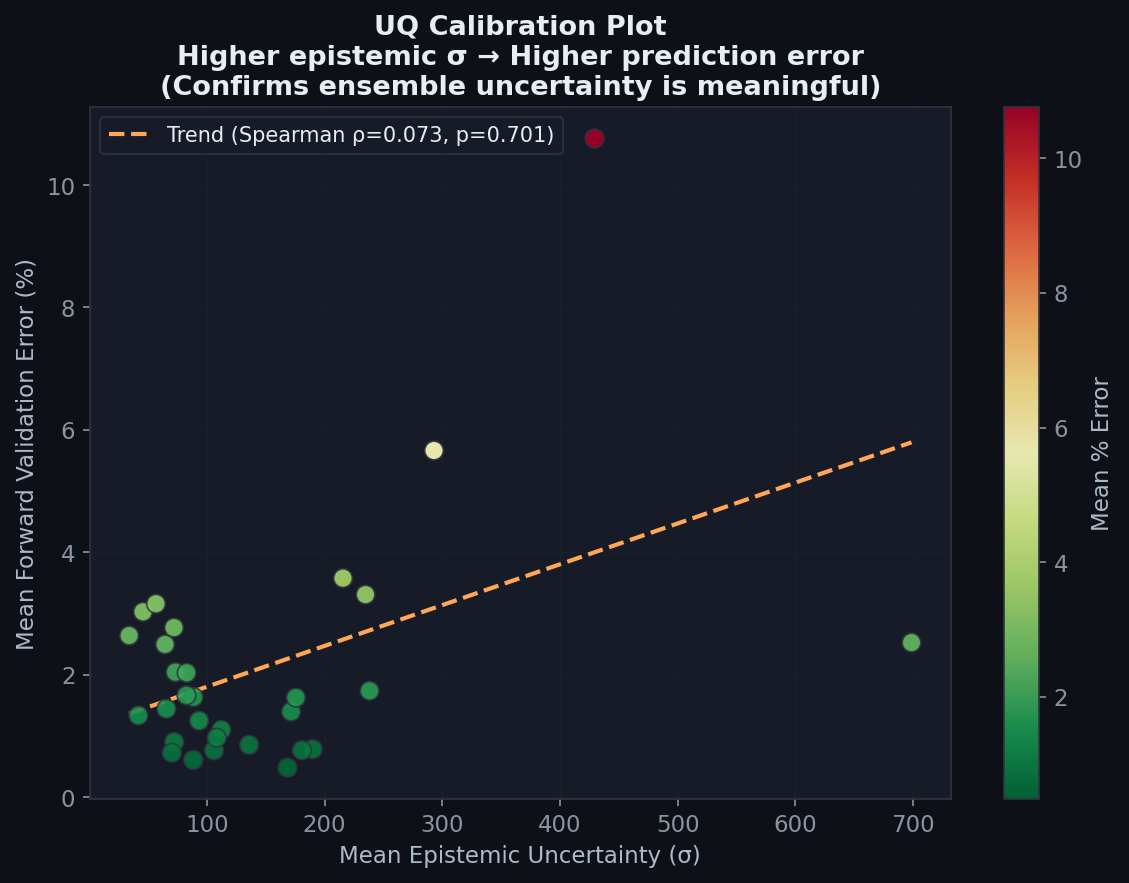 UQ Calibration Plot
Higher epistemic σ → Higher prediction error
(Confirms ensemble uncertainty is meaningful)
Trend (Spearman ρ=0.073, p=0.701)
Mean Forward Validation Error (%)
10
8
6
4
2
0
100
200
300
400
500
600
700
Mean Epistemic Uncertainty (σ)
10
8
6
4
2
Mean % Error